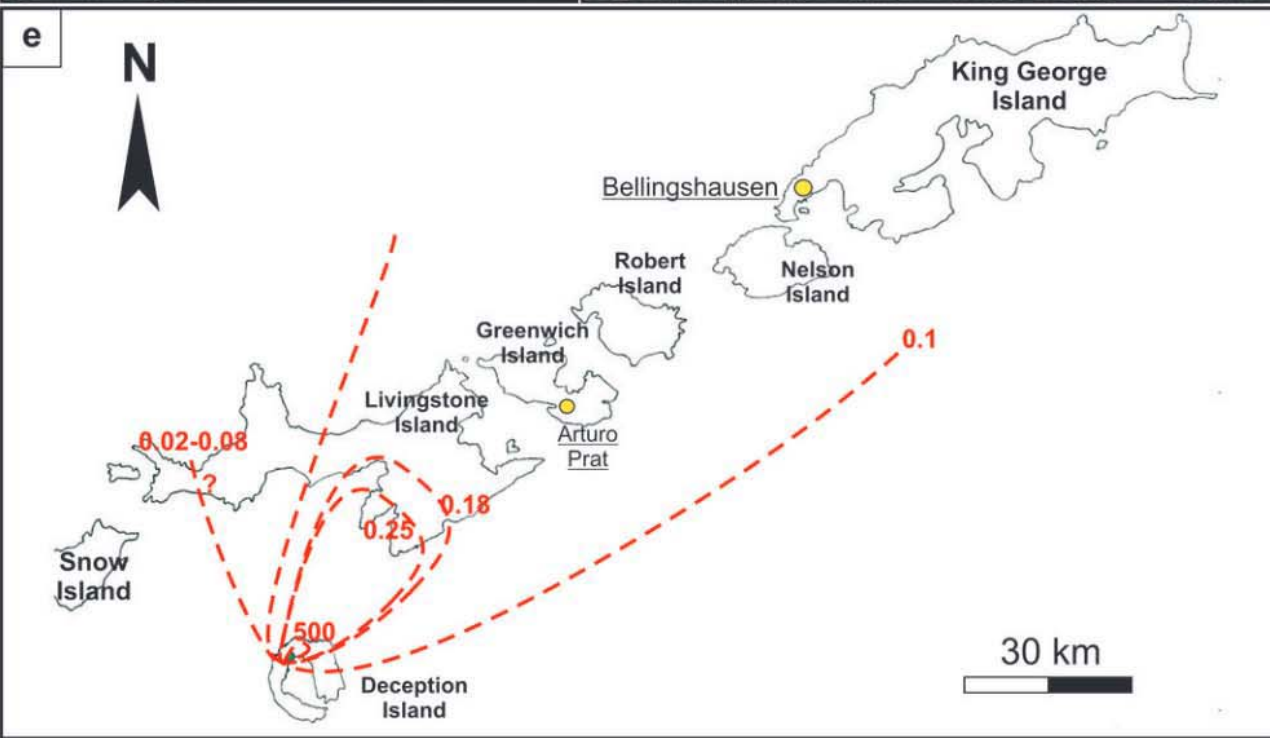 e
N
King George
Island
Bellingshausen
Robert
Island
Nelson
Island
Greenwich
Island
0.1
Livingstone
Island
Arturo
Prat
0.02-0.08
?
0.18
0.25
Snow
Island
500
?
Deception
Island
30 km